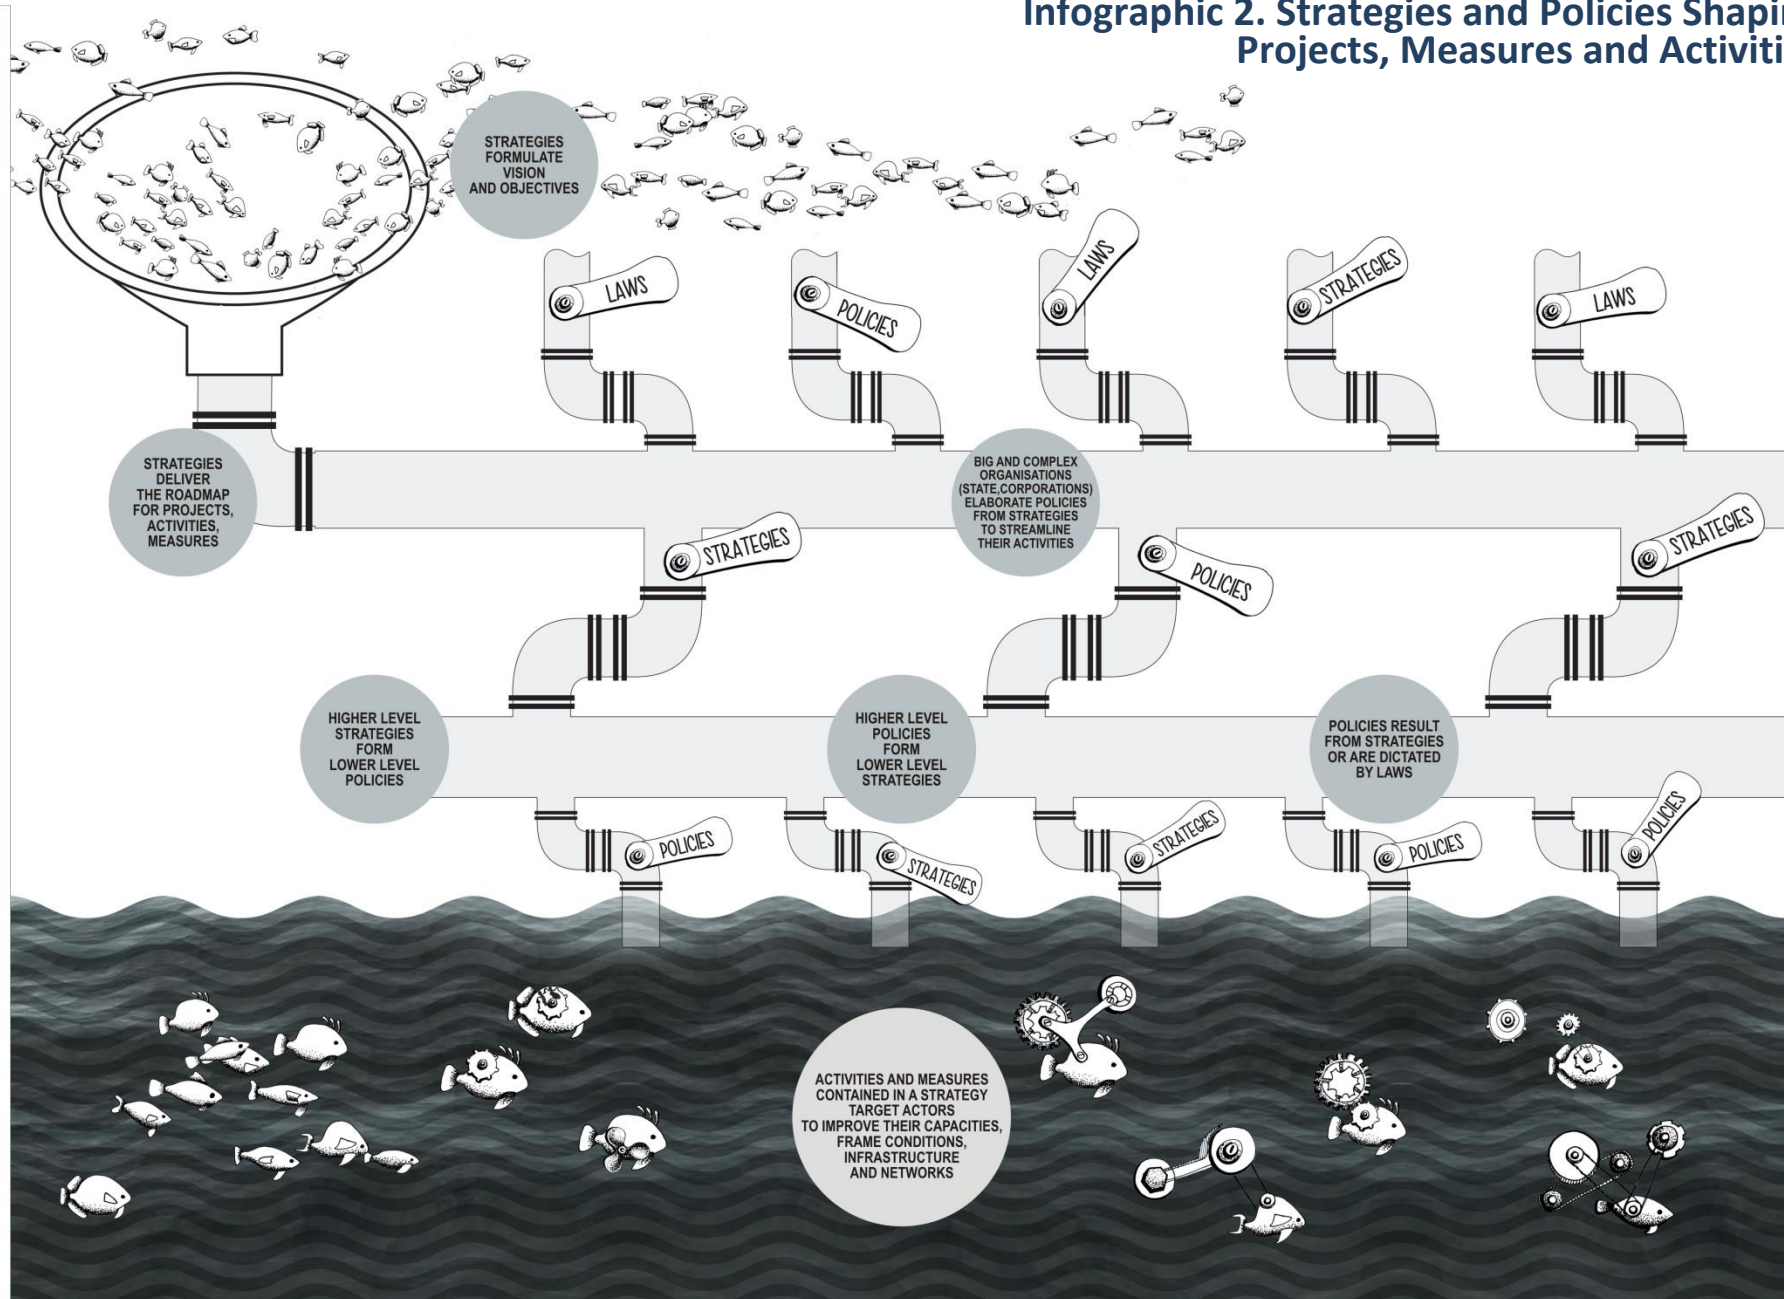 Infographic 2. Strategies and Policies Shapi
Projects, Measures and Activiti
STRATEGIES
FORMULATE
VISION
AND OBJECTIVES
LAWS
POLICIES
LAWS
STRATEGIES
LAWS
STRATEGIES
DELIVER
THE ROADMAP
FOR PROJECTS,
ACTIVITIES,
MEASURES
BIG AND COMPLEX
ORGANISATIONS
(STATE,CORPORATIONS)
ELABORATE POLICIES
FROM STRATEGIES
TO STREAMLINE
THEIR ACTIVITIES
STRATEGIES
POLICIES
STRATEGIES
HIGHER LEVEL
STRATEGIES
FORM
LOWER LEVEL
POLICIES
HIGHER LEVEL
POLICIES
FORM
LOWER LEVEL
STRATEGIES
POLICIES RESULT
FROM STRATEGIES
OR ARE DICTATED
BY LAWS
POLICIES
STRATEGIES
STRATEGIES
POLICIES
POLICIES
ACTIVITIES AND MEASURES
CONTAINED IN A STRATEGY
TARGET ACTORS
TO IMPROVE THEIR CAPACITIES,
FRAME CONDITIONS,
INFRASTRUCTURE
AND NETWORKS